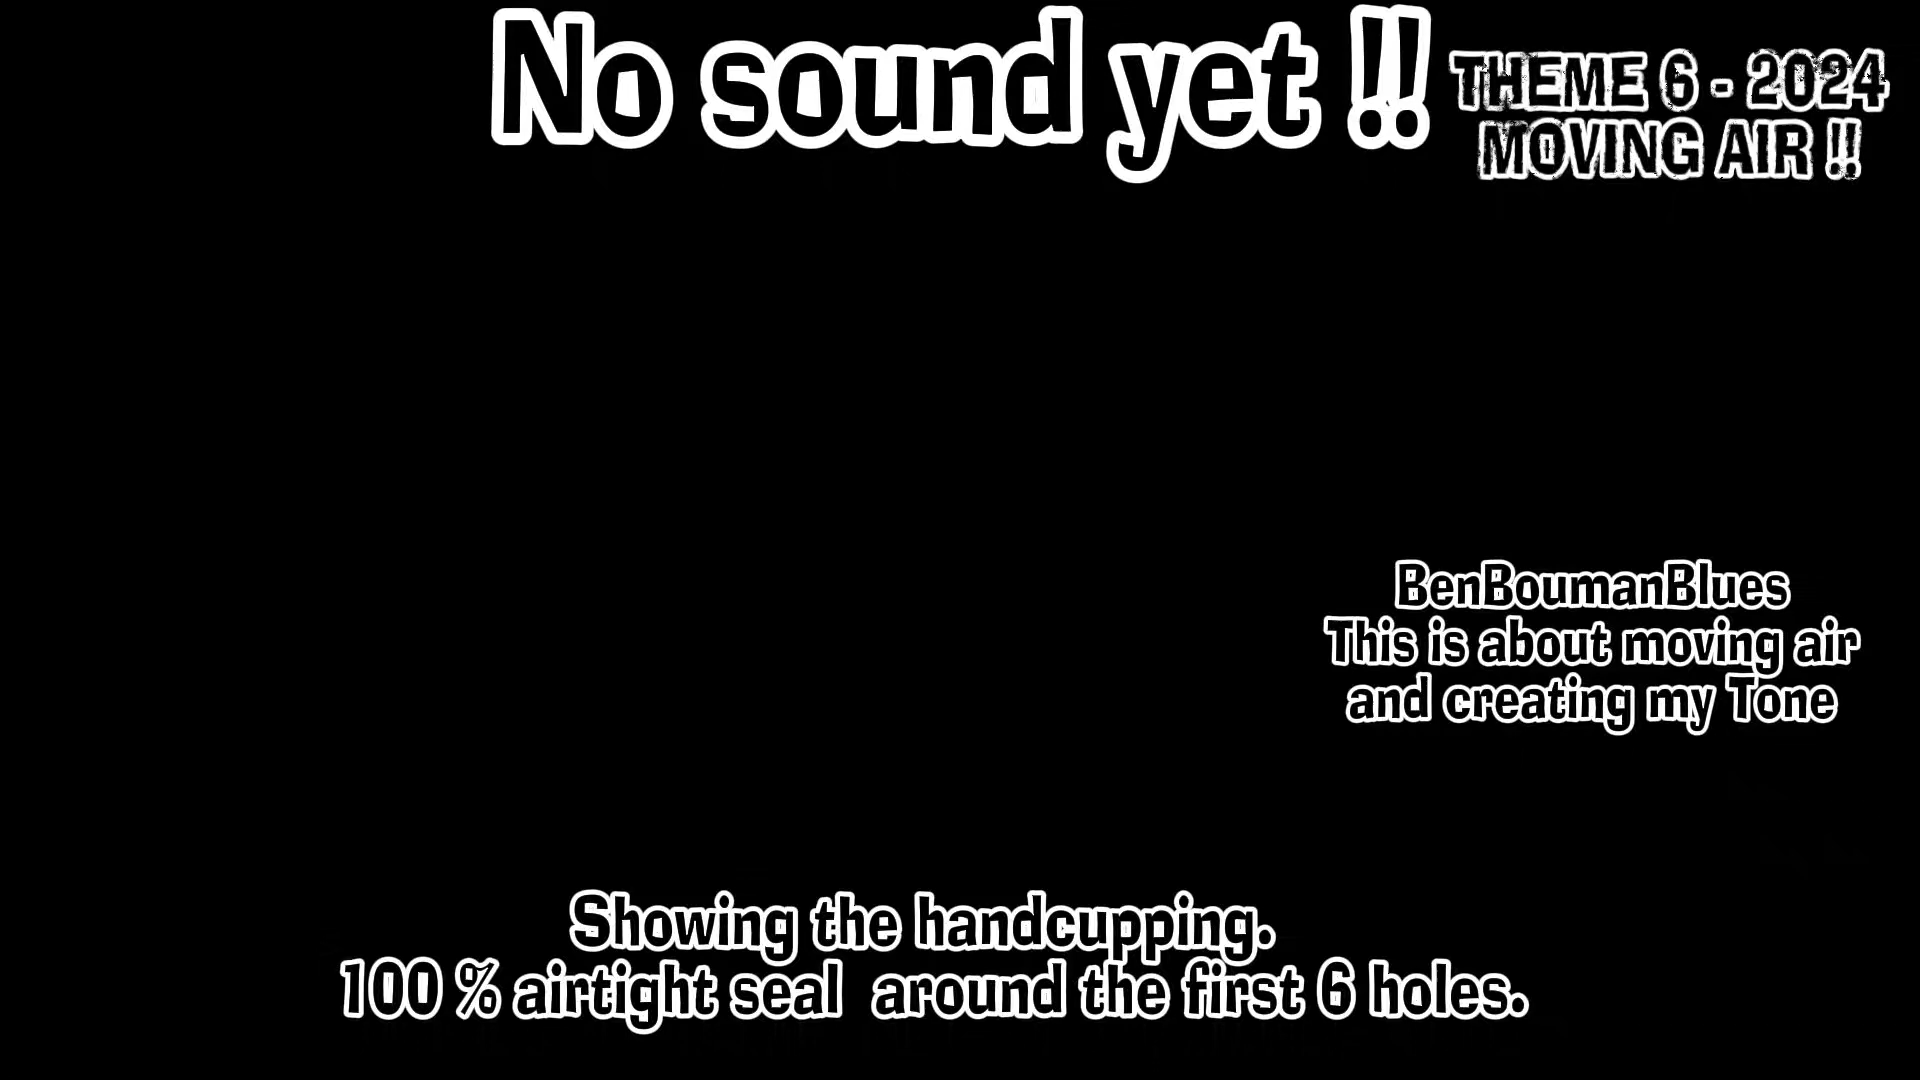 No sound yet !!
THEME 6 - 2024
MOVING AIR !!
BenBoumanBlues
This is about moving air
and creating my Tone
Showing the handcupping.
100 % airtight seal  around the first 6 holes.